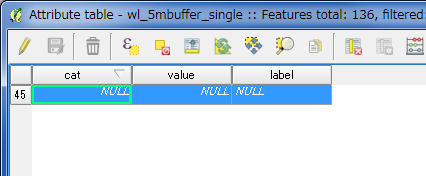 Attribute table - wl_5mbuffer_single :: Features total: 136, filtered:
cat value label
45 NULL NULL NULL